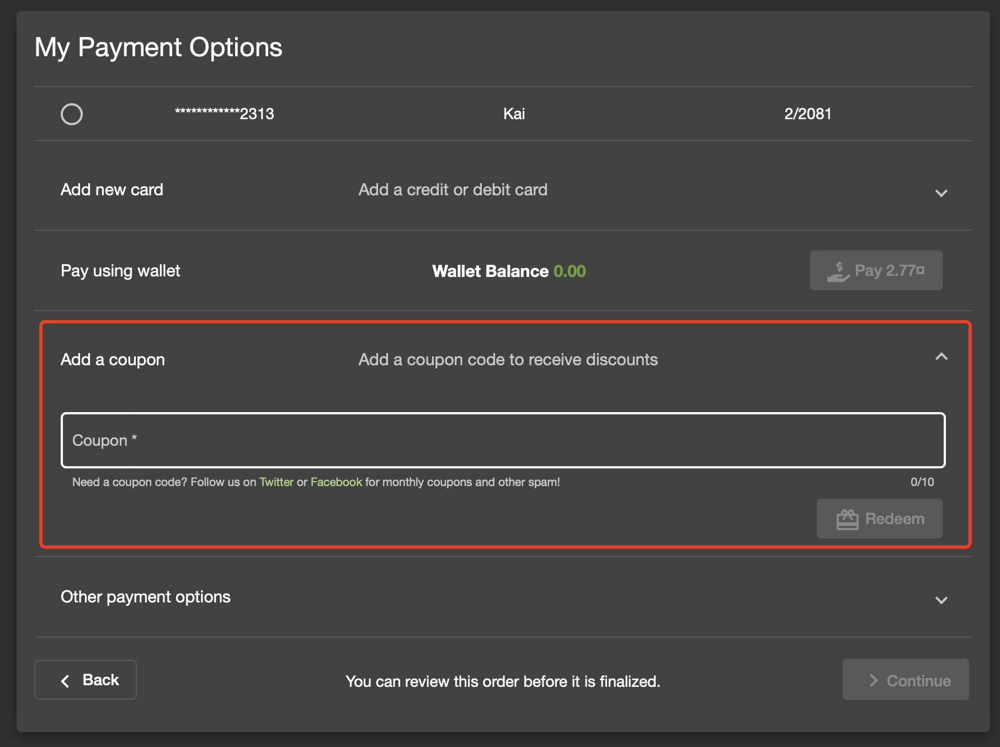 My Payment Options
************2313 Kai 2/2081
Add new card Add a credit or debit card
Pay using wallet Wallet Balance 0.00 $ Pay 2.77¤
Add a coupon Add a coupon code to receive discounts
Coupon *
Need a coupon code? Follow us on Twitter or Facebook for monthly coupons and other spam! 0/10
Redeem
Other payment options
Back You can review this order before it is finalized. Continue